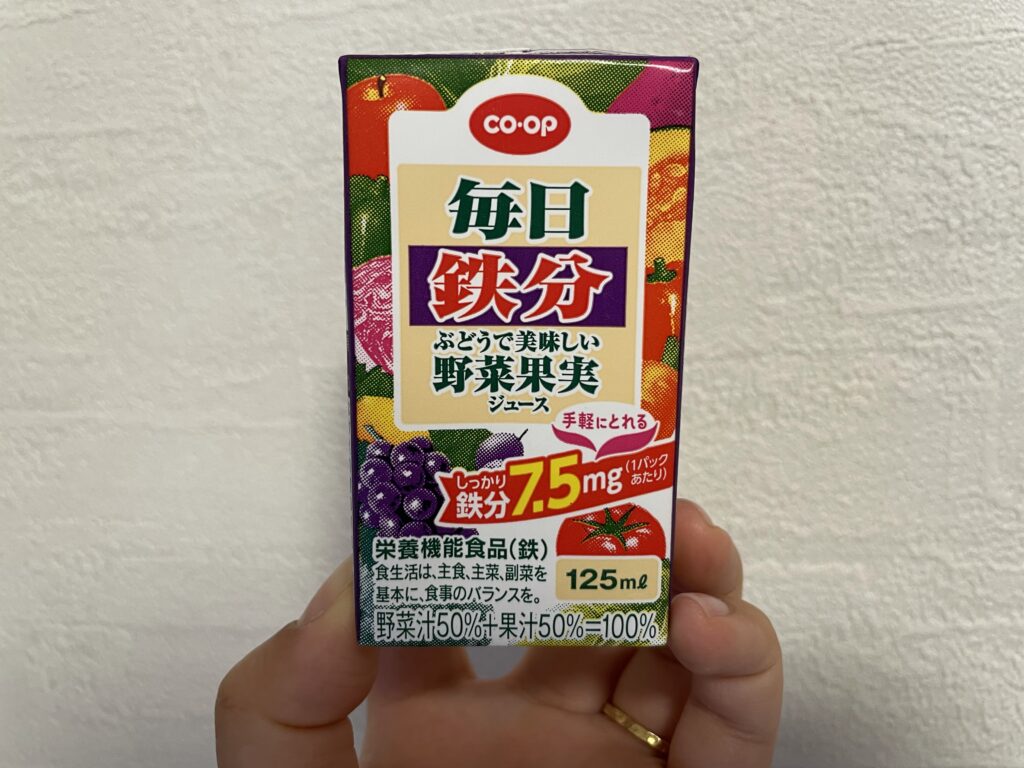 CO·OP
毎日
鉄分
ぶどうで美味しい
野菜果実
ジュース
手軽にとれる
しっかり
鉄分7.5mg(1パックあたり)
栄養機能食品(鉄)
食生活は、主食、主菜、副菜を
基本に、食事のバランスを。
125mℓ
野菜汁50%+果汁50%=100%